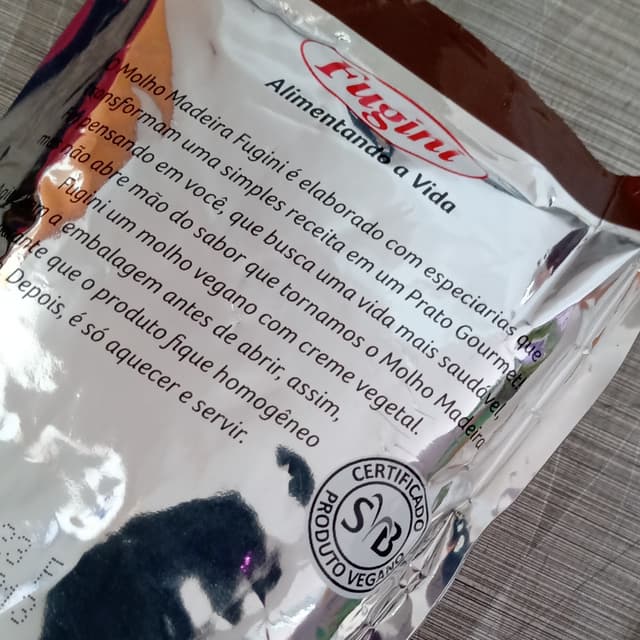 Fugini
Alimentando a Vida
O Molho Madeira Fugini é elaborado com especiarias que
transformam uma simples receita em um Prato Gourmet.
pensando em você, que busca uma vida mais saudável,
mas não abre mão do sabor que tornamos o Molho Madeira
Fugini um molho vegano com creme vegetal.
a embalagem antes de abrir, assim,
que o produto fique homogêneo
Depois, é só aquecer e servir.
CERTIFICADO
SVB
PRODUTO VEGANO